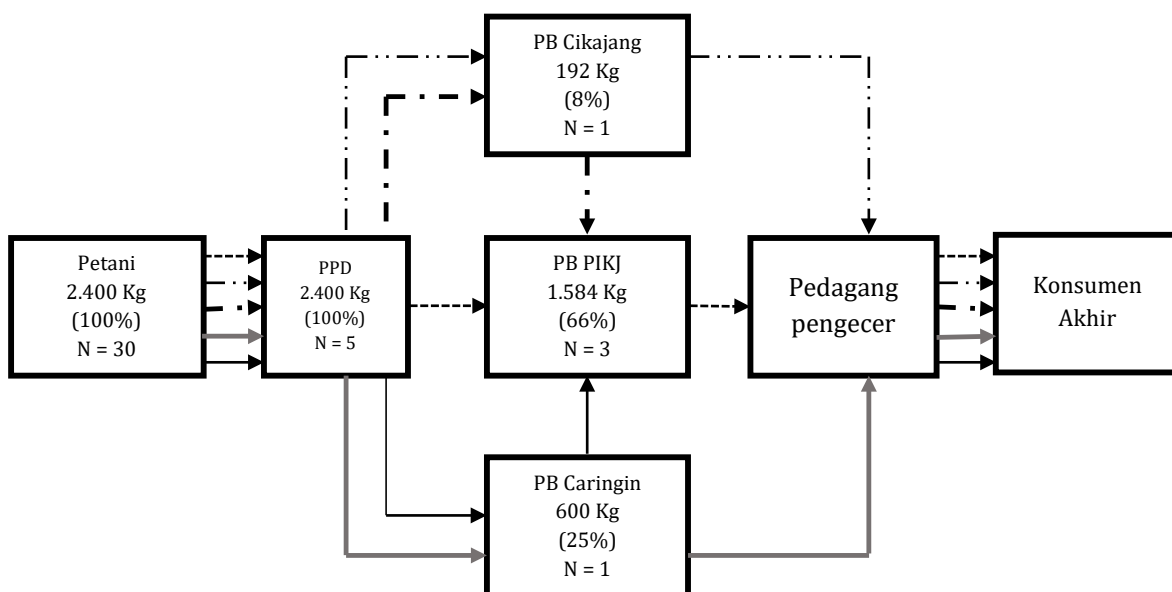 PB Cikajang
192 Kg
(8%)
N = 1
Petani
2.400 Kg
(100%)
N = 30
PPD
2.400 Kg
(100%)
N = 5
PB PIKJ
1.584 Kg
(66%)
N = 3
Pedagang
pengecer
Konsumen
Akhir
PB Caringin
600 Kg
(25%)
N = 1